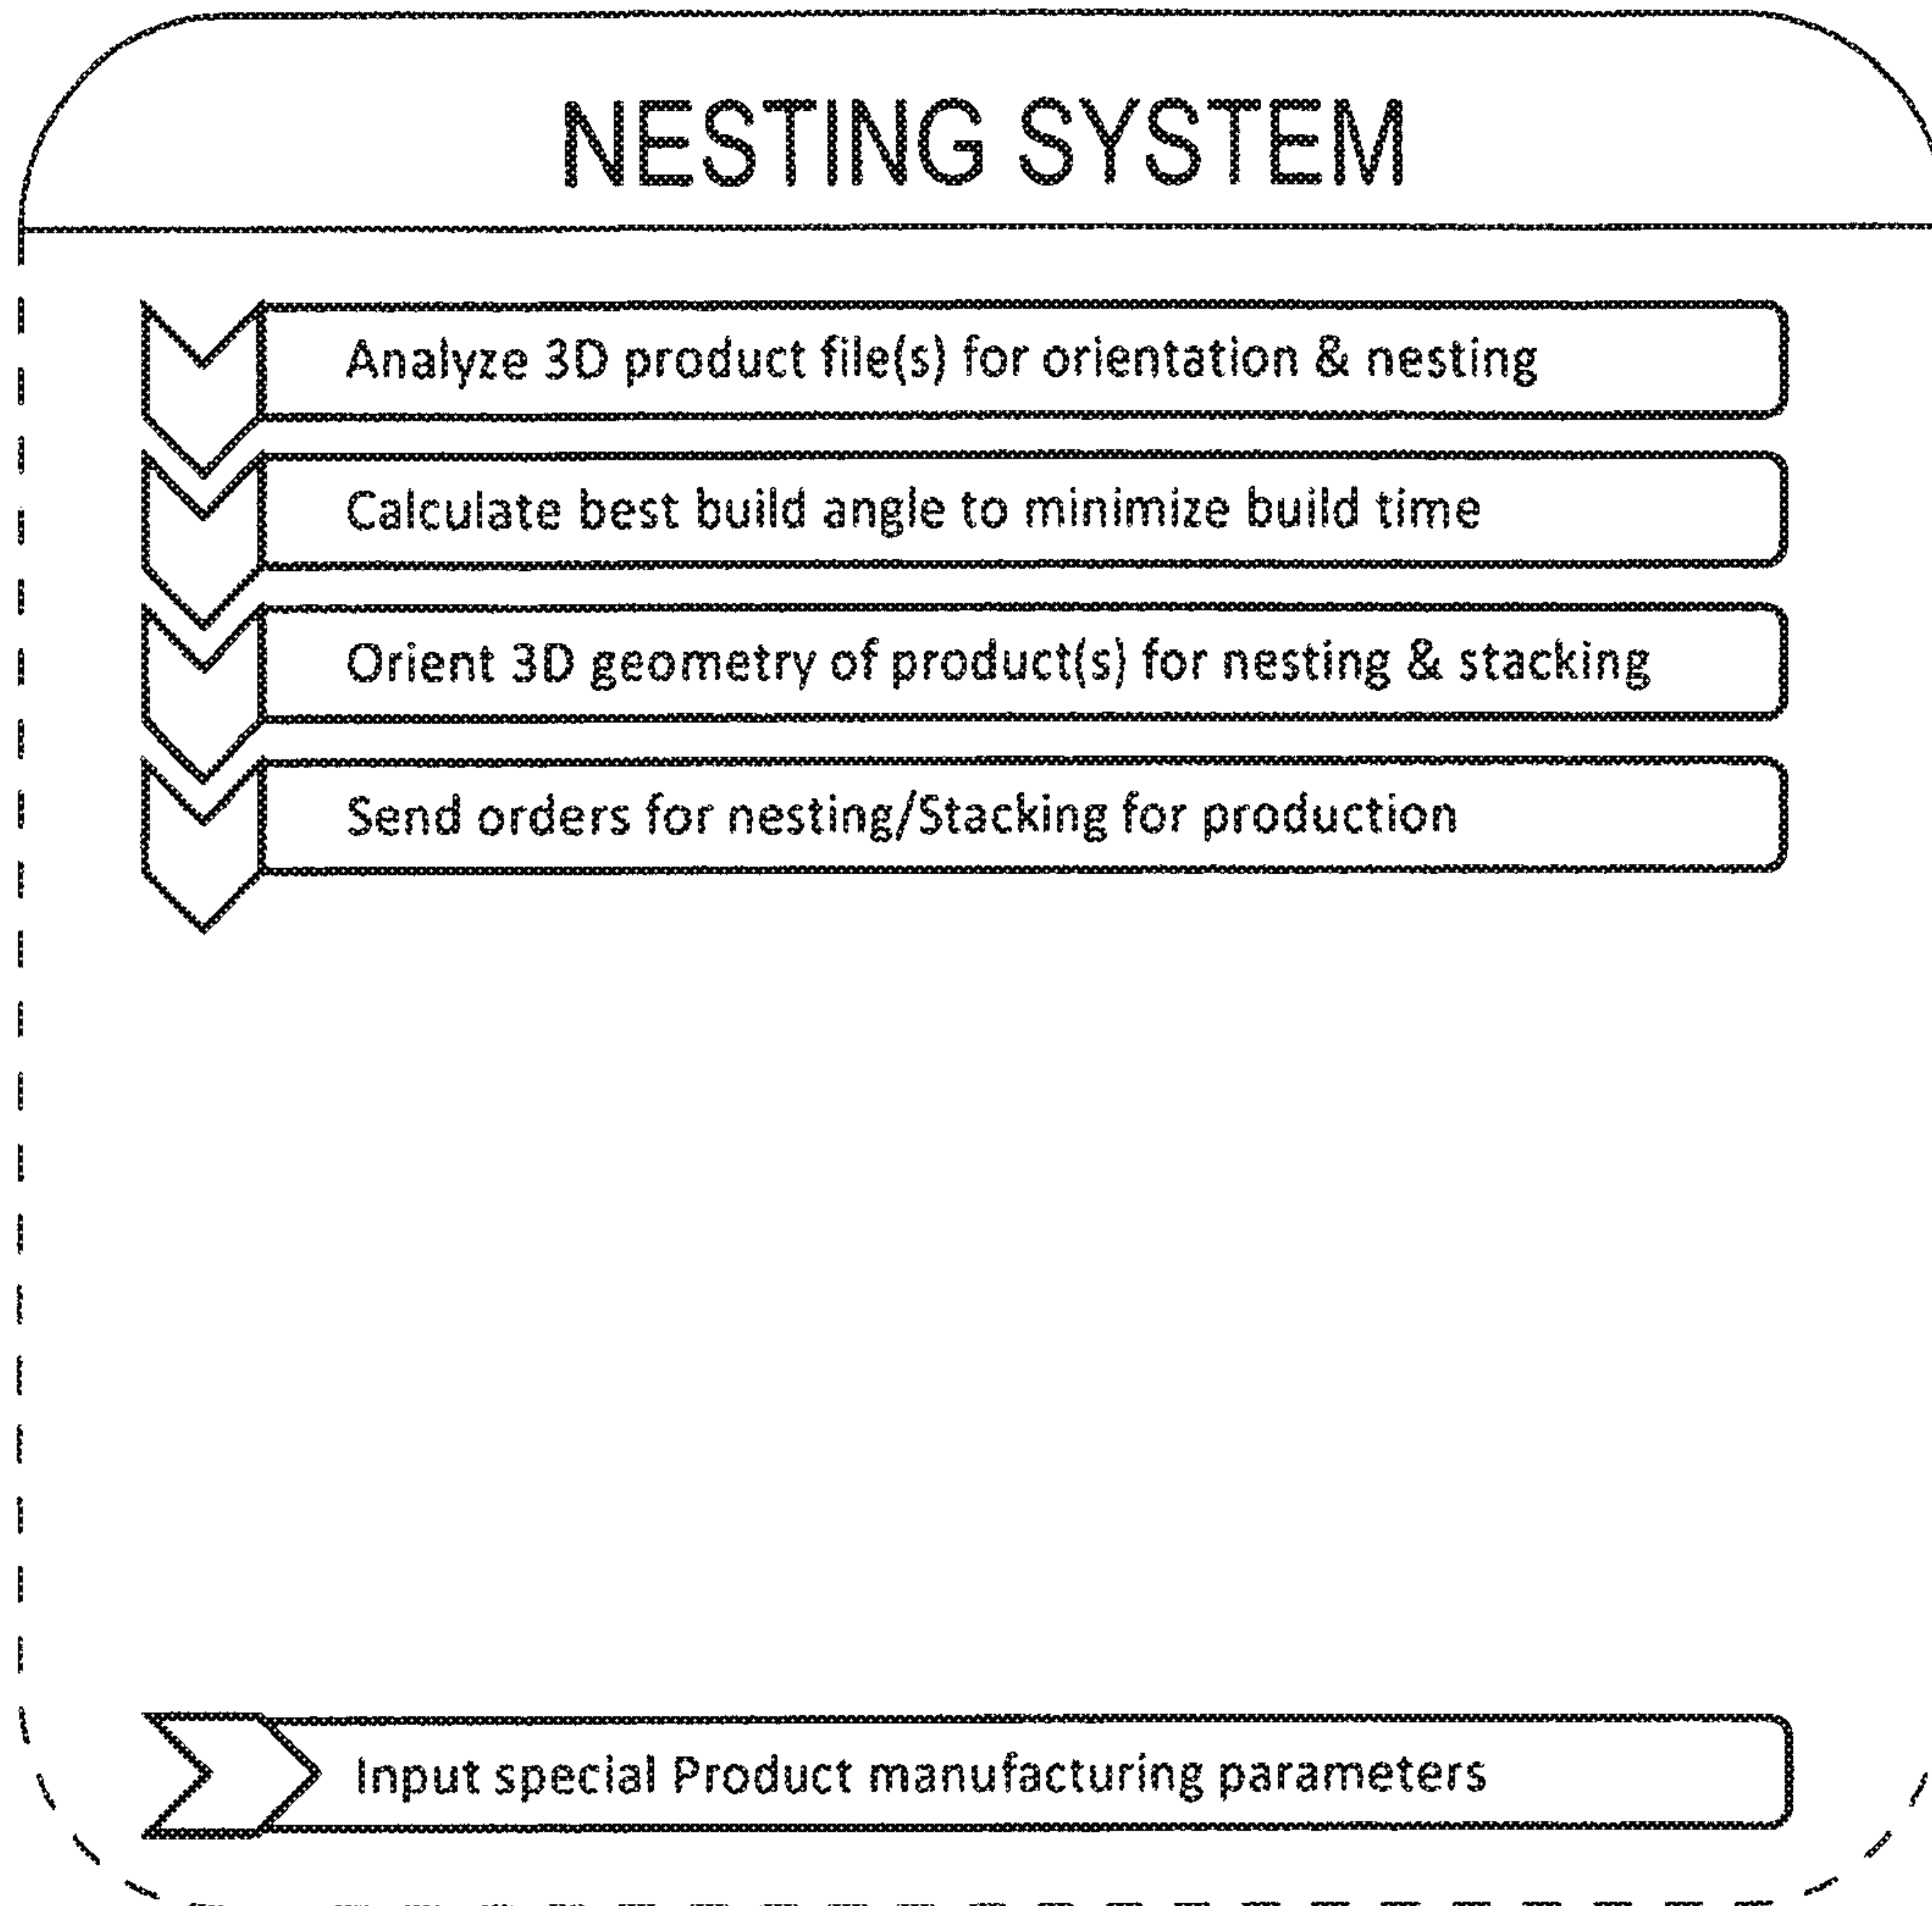 NESTING SYSTEM
Analyze 3D product file(s) for orientation & nesting
Calculate best build angle to minimize build time
Orient 3D geometry of product(s) for nesting & stacking
Send orders for nesting/Stacking for production
Input special Product manufacturing parameters